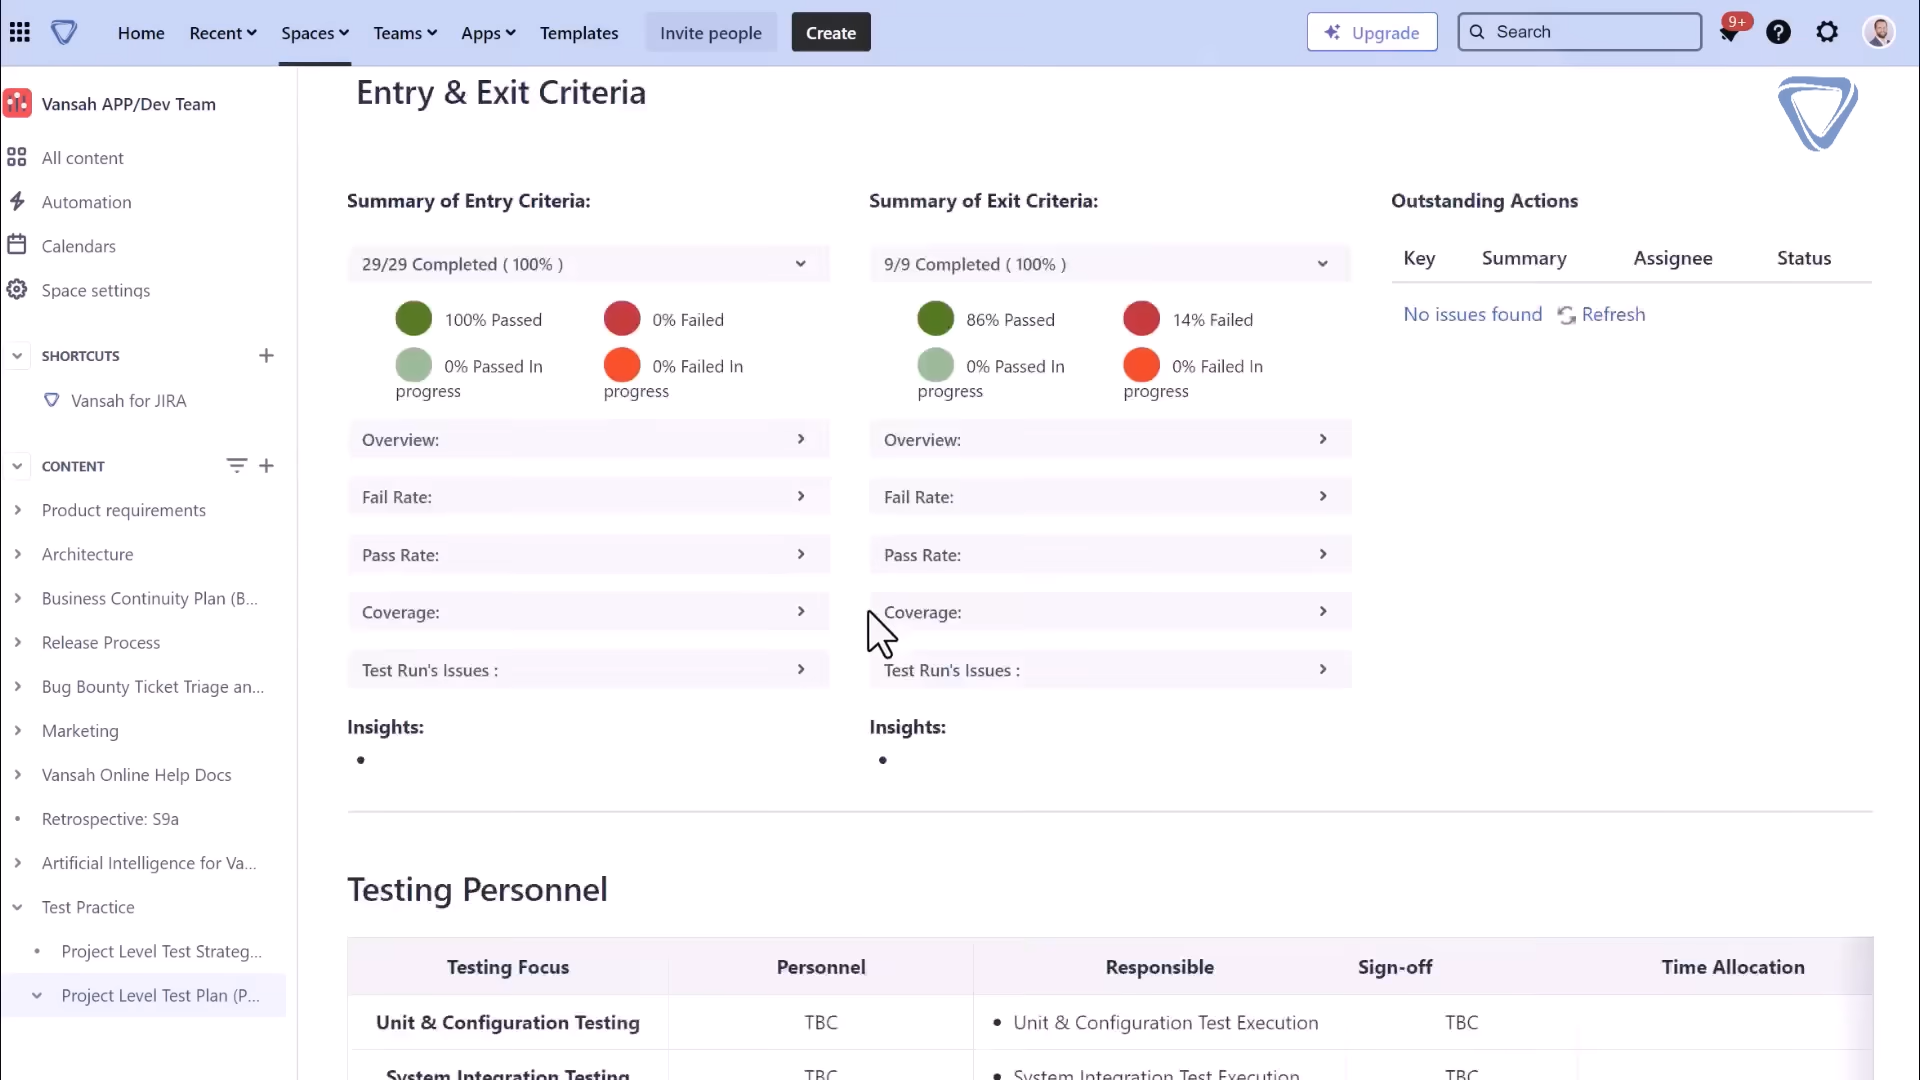 Home
Recent
Spaces
Teams
Apps
Templates
Invite people
Create
Upgrade
Search
9+
Vansah APP/Dev Team
All content
Automation
Calendars
Space settings
SHORTCUTS
Vansah for JIRA
CONTENT
Product requirements
Architecture
Business Continuity Plan (B...
Release Process
Bug Bounty Ticket Triage an...
Marketing
Vansah Online Help Docs
Retrospective: S9a
Artificial Intelligence for Va...
Test Practice
Project Level Test Strateg...
Project Level Test Plan (P...
Entry & Exit Criteria
Summary of Entry Criteria:
29/29 Completed ( 100% )
100% Passed
0% Failed
0% Passed In progress
0% Failed In progress
Overview:
Fail Rate:
Pass Rate:
Coverage:
Test Run's Issues :
Insights:
Summary of Exit Criteria:
9/9 Completed ( 100% )
86% Passed
14% Failed
0% Passed In progress
0% Failed In progress
Overview:
Fail Rate:
Pass Rate:
Coverage:
Test Run's Issues :
Insights:
Outstanding Actions
Key Summary Assignee Status
No issues found Refresh
Testing Personnel
Testing Focus Personnel Responsible Sign-off Time Allocation
Unit & Configuration Testing TBC • Unit & Configuration Test Execution TBC
System Integration Testing TBC • System Integration Test Execution TBC